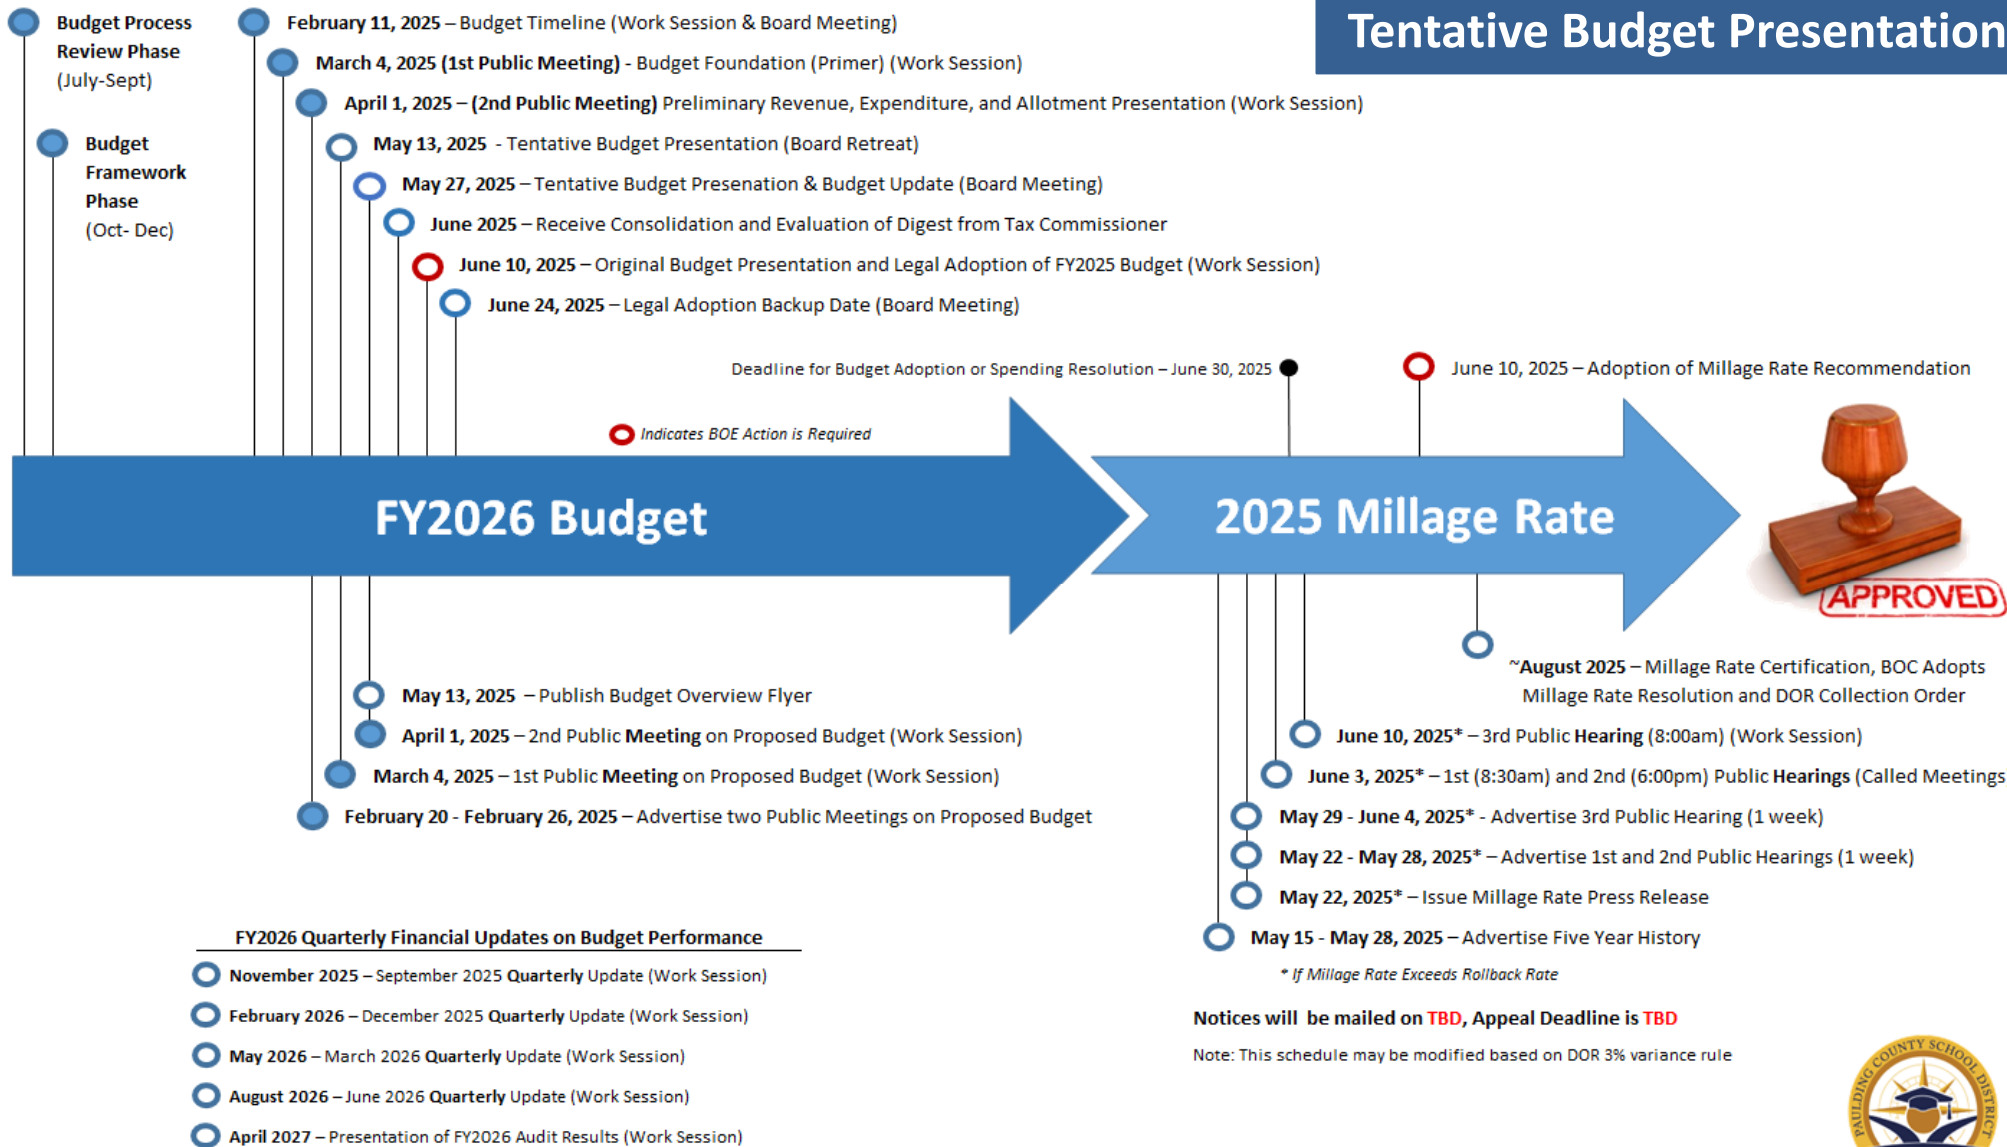 Tentative Budget Presentation
Budget Process
Review Phase
(July-Sept)
Budget
Framework
Phase
(Oct- Dec)
February 11, 2025 – Budget Timeline (Work Session & Board Meeting)
March 4, 2025 (1st Public Meeting) - Budget Foundation (Primer) (Work Session)
April 1, 2025 – (2nd Public Meeting) Preliminary Revenue, Expenditure, and Allotment Presentation (Work Session)
May 13, 2025 - Tentative Budget Presentation (Board Retreat)
May 27, 2025 – Tentative Budget Presenation & Budget Update (Board Meeting)
June 2025 – Receive Consolidation and Evaluation of Digest from Tax Commissioner
June 10, 2025 – Original Budget Presentation and Legal Adoption of FY2025 Budget (Work Session)
June 24, 2025 – Legal Adoption Backup Date (Board Meeting)
Deadline for Budget Adoption or Spending Resolution – June 30, 2025
June 10, 2025 – Adoption of Millage Rate Recommendation
Indicates BOE Action is Required
FY2026 Budget
2025 Millage Rate
APPROVED
~August 2025 – Millage Rate Certification, BOC Adopts
Millage Rate Resolution and DOR Collection Order
May 13, 2025 – Publish Budget Overview Flyer
April 1, 2025 – 2nd Public Meeting on Proposed Budget (Work Session)
March 4, 2025 – 1st Public Meeting on Proposed Budget (Work Session)
February 20 - February 26, 2025 – Advertise two Public Meetings on Proposed Budget
June 10, 2025* – 3rd Public Hearing (8:00am) (Work Session)
June 3, 2025* – 1st (8:30am) and 2nd (6:00pm) Public Hearings (Called Meetings
May 29 - June 4, 2025* - Advertise 3rd Public Hearing (1 week)
May 22 - May 28, 2025* – Advertise 1st and 2nd Public Hearings (1 week)
May 22, 2025* – Issue Millage Rate Press Release
May 15 - May 28, 2025 – Advertise Five Year History
* If Millage Rate Exceeds Rollback Rate
Notices will be mailed on TBD, Appeal Deadline is TBD
Note: This schedule may be modified based on DOR 3% variance rule
FY2026 Quarterly Financial Updates on Budget Performance
November 2025 – September 2025 Quarterly Update (Work Session)
February 2026 – December 2025 Quarterly Update (Work Session)
May 2026 – March 2026 Quarterly Update (Work Session)
August 2026 – June 2026 Quarterly Update (Work Session)
April 2027 – Presentation of FY2026 Audit Results (Work Session)
PAULDING COUNTY SCHOOL DISTRICT